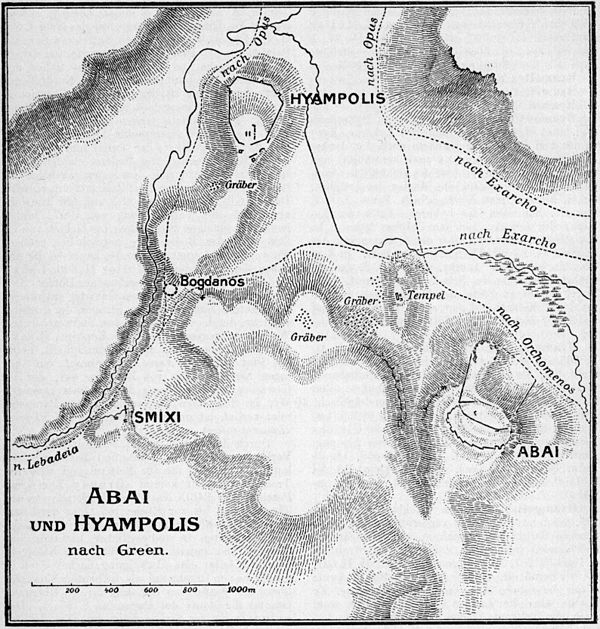 nach Opus
nach Opus
HYAMPOLIS
nach Exarcho
Gräber
nach Exarcho
Bogdanos
Tempel
Gräber
Gräber
nach Orchomenos
SMIXI
ABAI
n. Lebadeia
ABAI
UND HYAMPOLIS
nach Green.
200 400 600 800 1000m